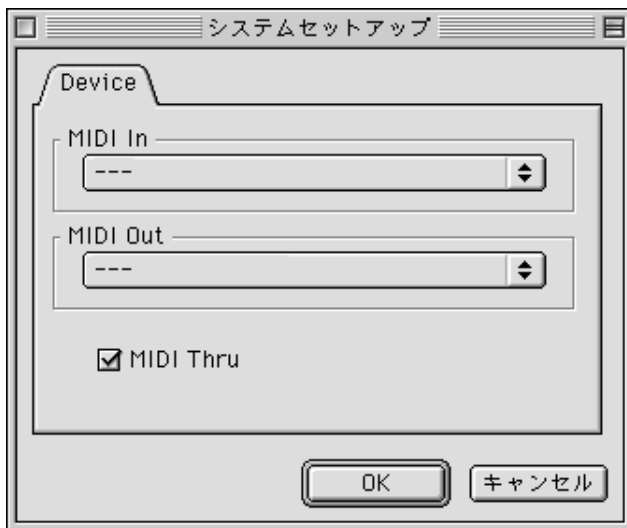 システムセットアップ
Device
MIDI In
---
MIDI Out
---
MIDI Thru
OK
キャンセル